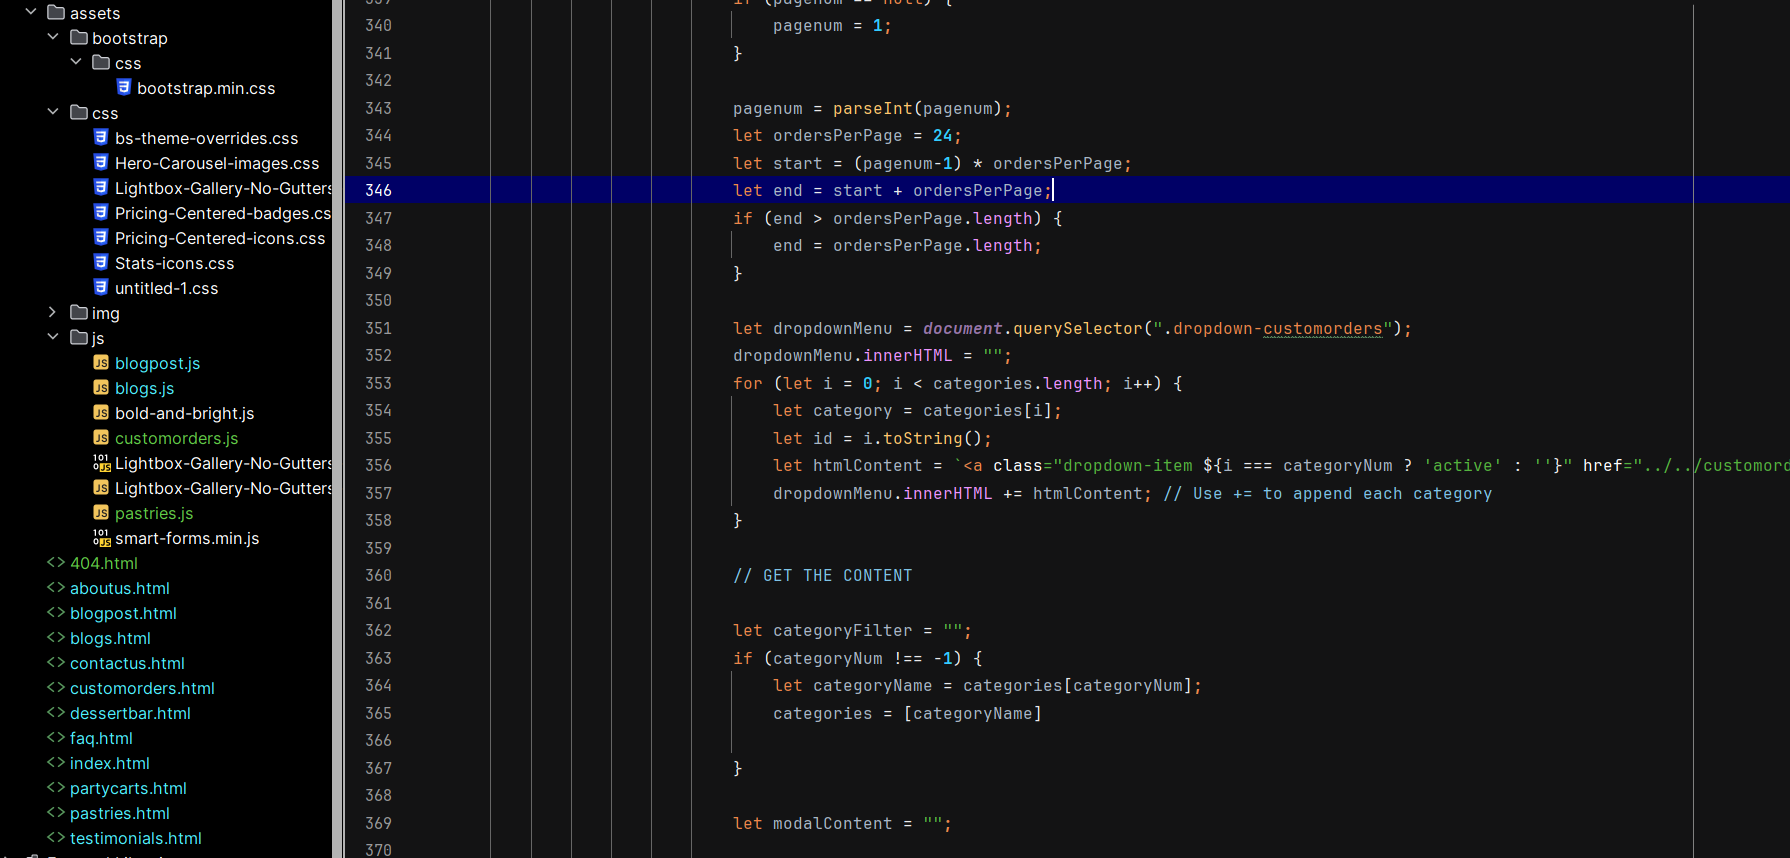 assets
bootstrap
css
bootstrap.min.css
css
bs-theme-overrides.css
Hero-Carousel-images.css
Lightbox-Gallery-No-Gutters
Pricing-Centered-badges.cs
Pricing-Centered-icons.css
Stats-icons.css
untitled-1.css
img
js
blogpost.js
blogs.js
bold-and-bright.js
customorders.js
Lightbox-Gallery-No-Gutters
Lightbox-Gallery-No-Gutters
pastries.js
smart-forms.min.js
404.html
aboutus.html
blogpost.html
blogs.html
contactus.html
customorders.html
dessertbar.html
faq.html
index.html
partycarts.html
pastries.html
testimonials.html
339 if (pagenum == null) {
340 pagenum = 1;
341 }
342
343 pagenum = parseInt(pagenum);
344 let ordersPerPage = 24;
345 let start = (pagenum-1) * ordersPerPage;
346 let end = start + ordersPerPage;
347 if (end > ordersPerPage.length) {
348 end = ordersPerPage.length;
349 }
350
351 let dropdownMenu = document.querySelector(".dropdown-customorders");
352 dropdownMenu.innerHTML = "";
353 for (let i = 0; i < categories.length; i++) {
354 let category = categories[i];
355 let id = i.toString();
356 let htmlContent = `<a class="dropdown-item ${i === categoryNum ? 'active' : ''}" href="../../customord
357 dropdownMenu.innerHTML += htmlContent; // Use += to append each category
358 }
359
360 // GET THE CONTENT
361
362 let categoryFilter = "";
363 if (categoryNum !== -1) {
364 let categoryName = categories[categoryNum];
365 categories = [categoryName]
366
367 }
368
369 let modalContent = "";
370